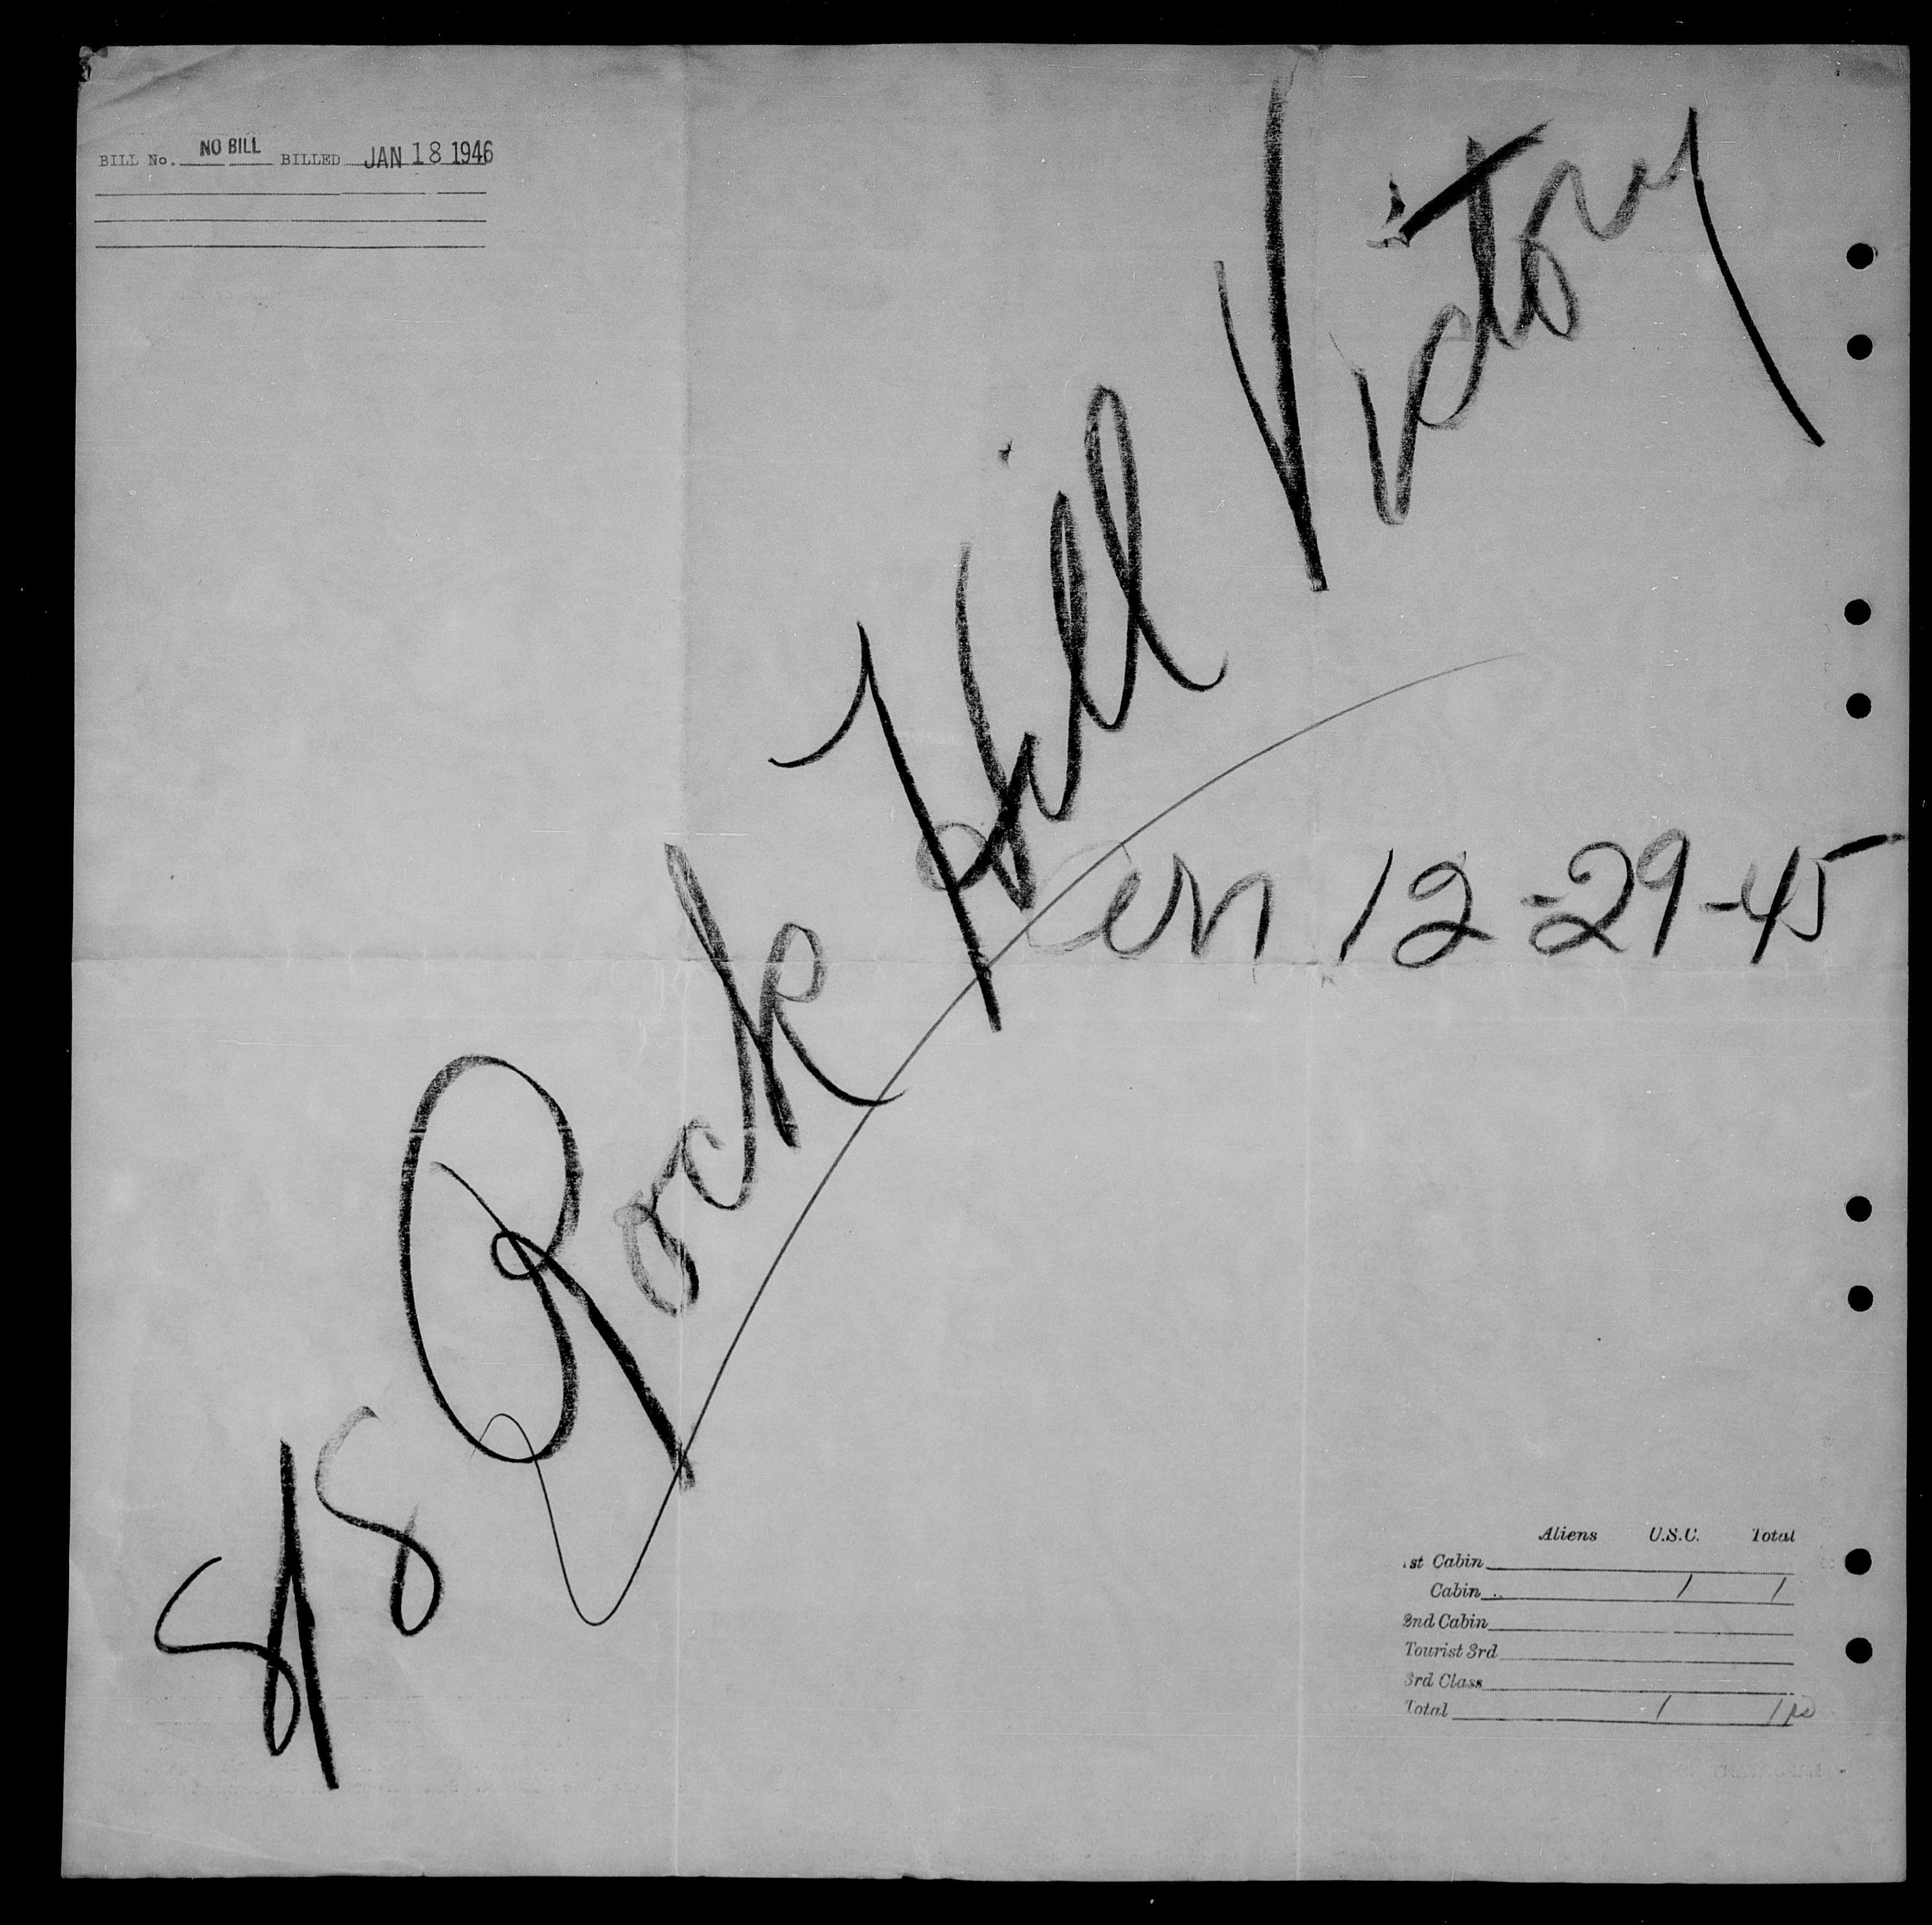 BILL No. NO BILL BILLED JAN 18 1946
SS Rock Hill Victory
arr 12-29-45
Aliens U.S.C. Total
1st Cabin
Cabin 1 1
2nd Cabin
Tourist 3rd
3rd Class
Total 1 1